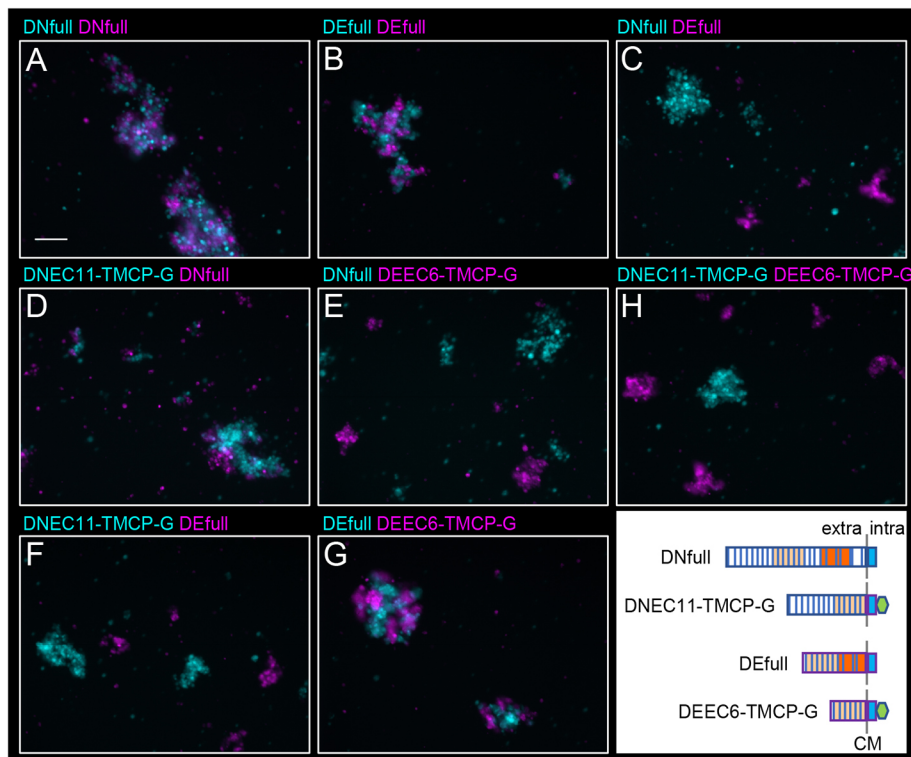 DNfull DNfull
DEfull DEfull
DNfull DEfull
A
B
C
DNEC11-TMCP-G DNfull
DNfull DEEC6-TMCP-G
DNEC11-TMCP-G DEEC6-TMCP-G
D
E
H
DNEC11-TMCP-G DEfull
DEfull DEEC6-TMCP-G
F
G
extra intra
DNfull
DNEC11-TMCP-G
DEfull
DEEC6-TMCP-G
CM